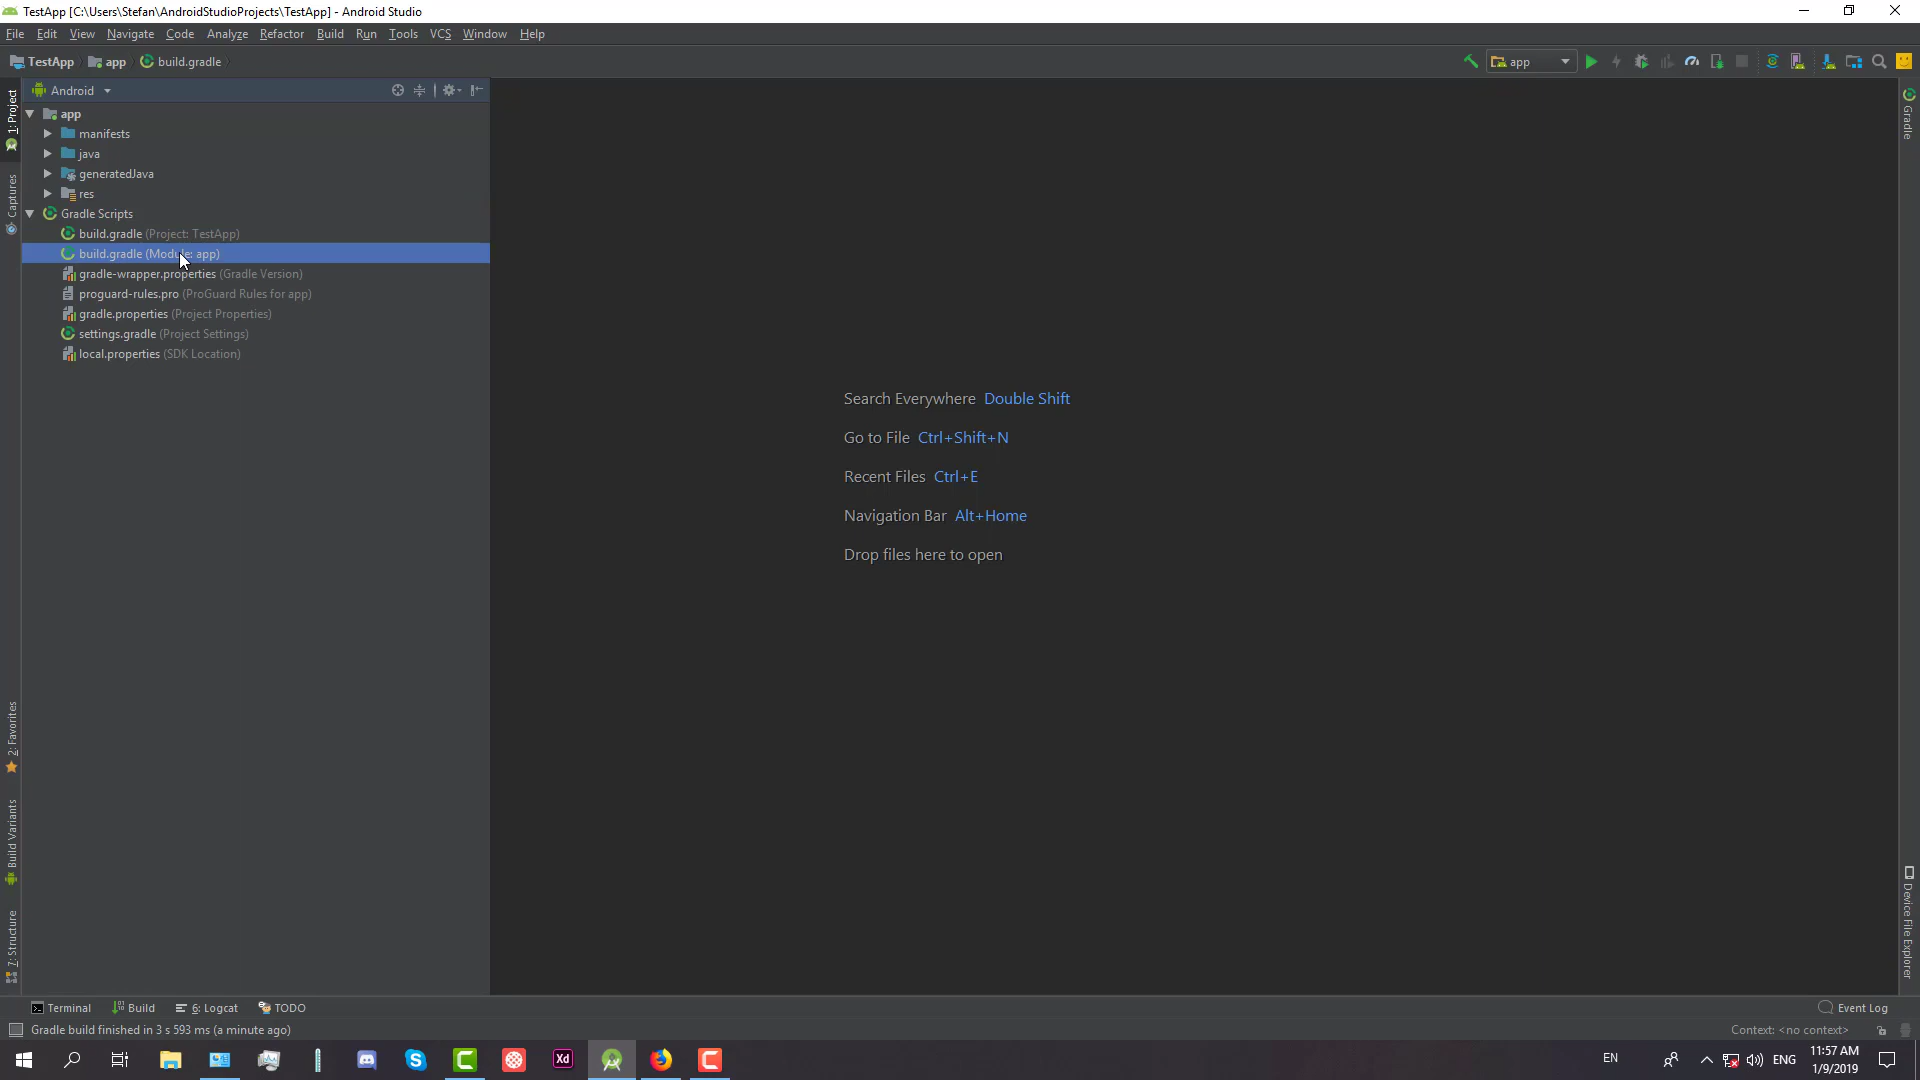 TestApp [C:\Users\Stefan\AndroidStudioProjects\TestApp] - Android Studio
File Edit View Navigate Code Analyze Refactor Build Run Tools VCS Window Help
TestApp app build.gradle app
Android
1: Project
Captures
2: Favorites
Build Variants
7: Structure
app
manifests
java
generatedJava
res
Gradle Scripts
build.gradle (Project: TestApp)
build.gradle (Module: app)
gradle-wrapper.properties (Gradle Version)
proguard-rules.pro (ProGuard Rules for app)
gradle.properties (Project Properties)
settings.gradle (Project Settings)
local.properties (SDK Location)
Search Everywhere Double Shift
Go to File Ctrl+Shift+N
Recent Files Ctrl+E
Navigation Bar Alt+Home
Drop files here to open
Gradle
Device File Explorer
Terminal Build 6: Logcat TODO Event Log
Gradle build finished in 3 s 593 ms (a minute ago) Context: <no context>
Xd EN ENG 11:57 AM
1/9/2019